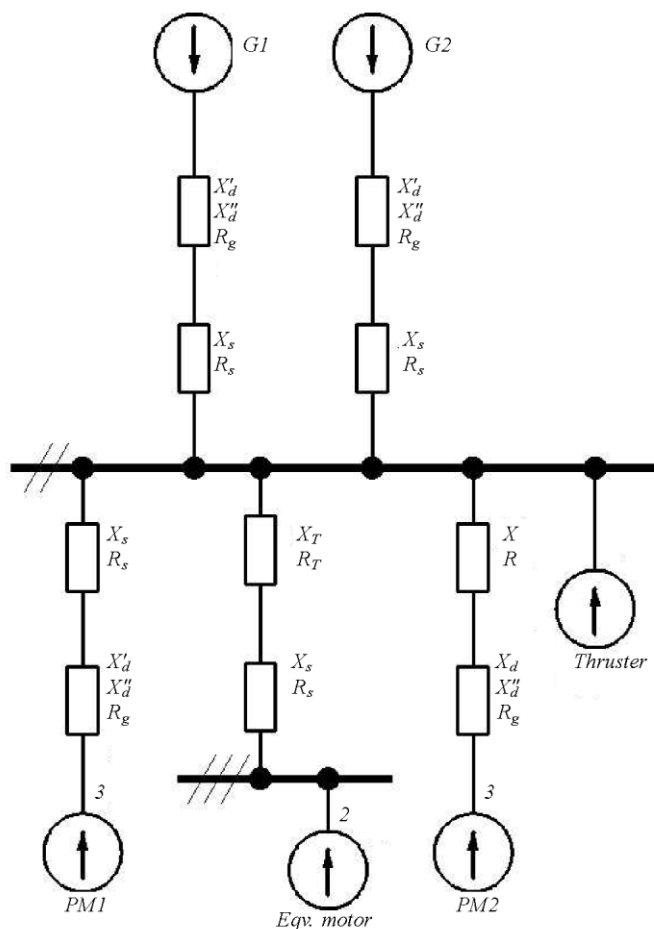 G1
G2
X'd
X"d
Rg
X'd
X"d
Rg
Xs
Rs
.Xs
Rs
Xs
Rs
XT
RT
X
R
X'd
X"d
Rg
Xs
Rs
Xd
X"d
Rg
Thruster
3
2
3
PM1
Eqv. motor
PM2